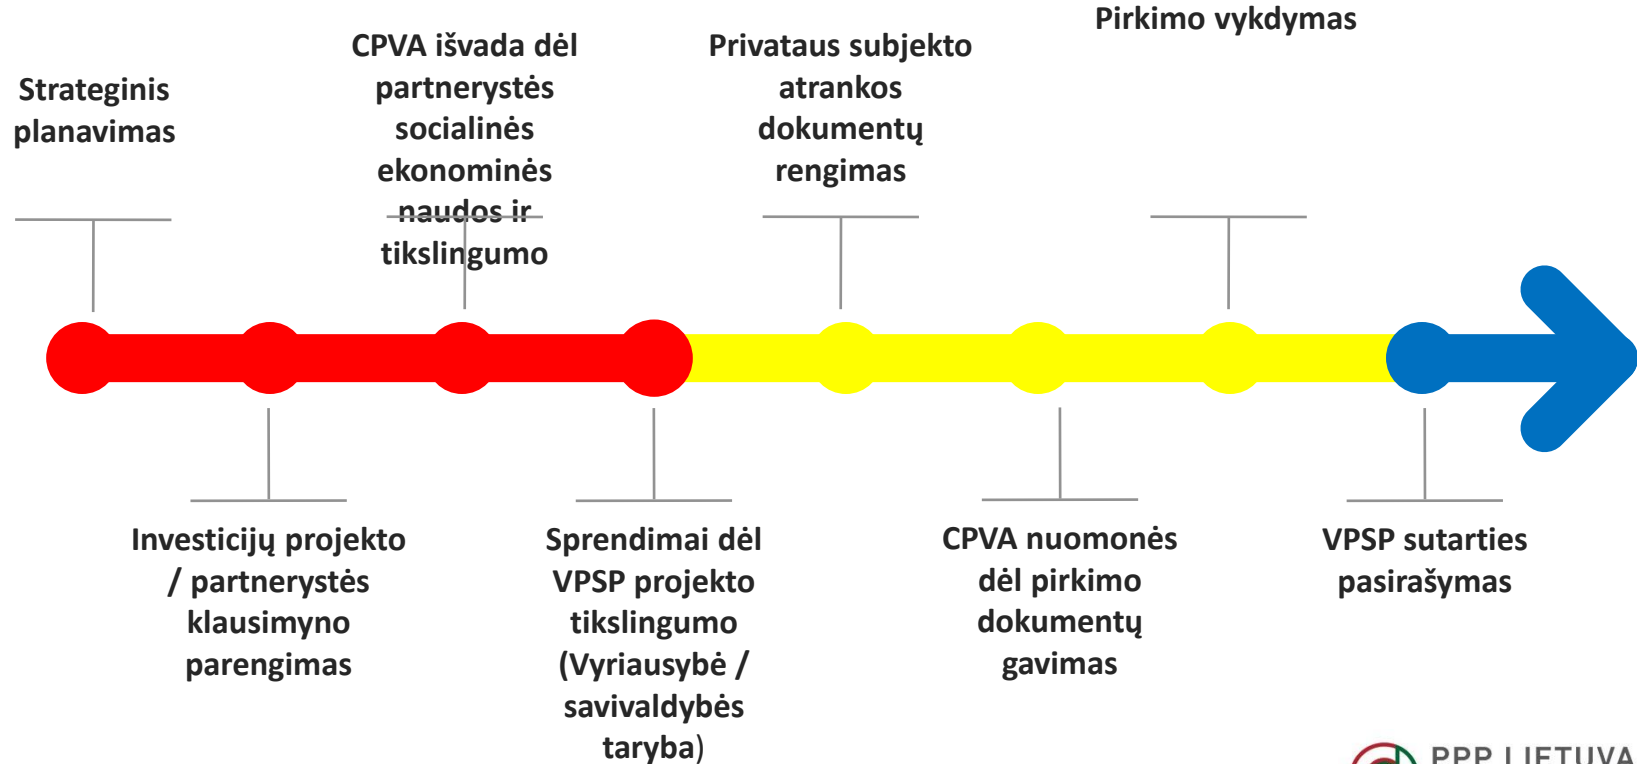 Strateginis
planavimas
Investicijų projekto
/ partnerystės
klausimyno
parengimas
CPVA išvada dėl
partnerystės
socialinės
ekonominės
naudos ir
tikslingumo
Sprendimai dėl
VPSP projekto
tikslingumo
(Vyriausybė /
savivaldybės
taryba)
Privataus subjekto
atrankos
dokumentų
rengimas
CPVA nuomonės
dėl pirkimo
dokumentų
gavimas
Pirkimo vykdymas
VPSP sutarties
pasirašymas
PPP LIETUVA